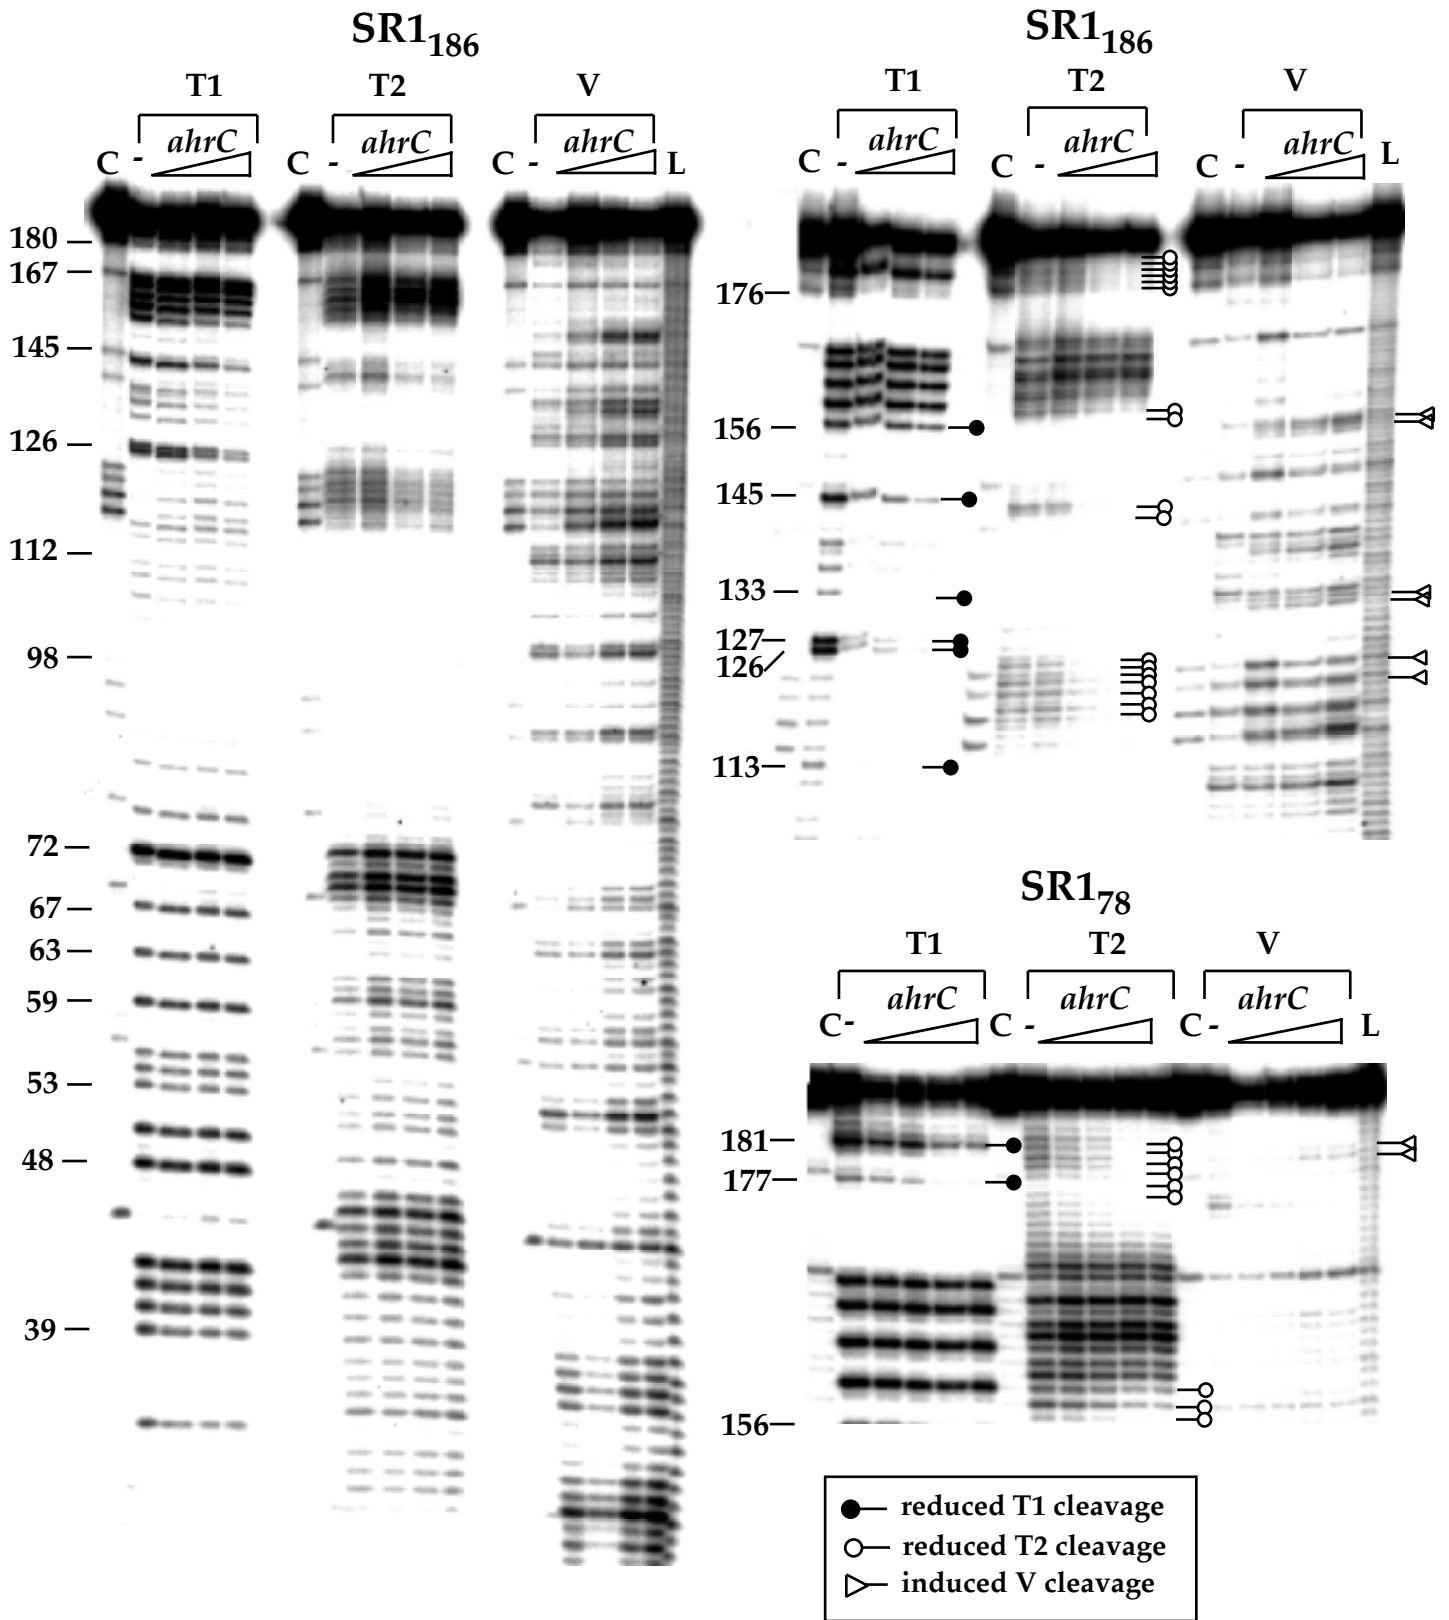 SR1186
T1 T2 V
ahrC ahrC ahrC
C - C - C - L
180
167
145
126
112
98
72
67
63
59
53
48
39
SR1186
T1 T2 V
ahrC ahrC ahrC
C - C - C - L
176
156
145
133
127
126
113
SR178
T1 T2 V
ahrC ahrC ahrC
C - C - C - L
181
177
156
reduced T1 cleavage
reduced T2 cleavage
induced V cleavage